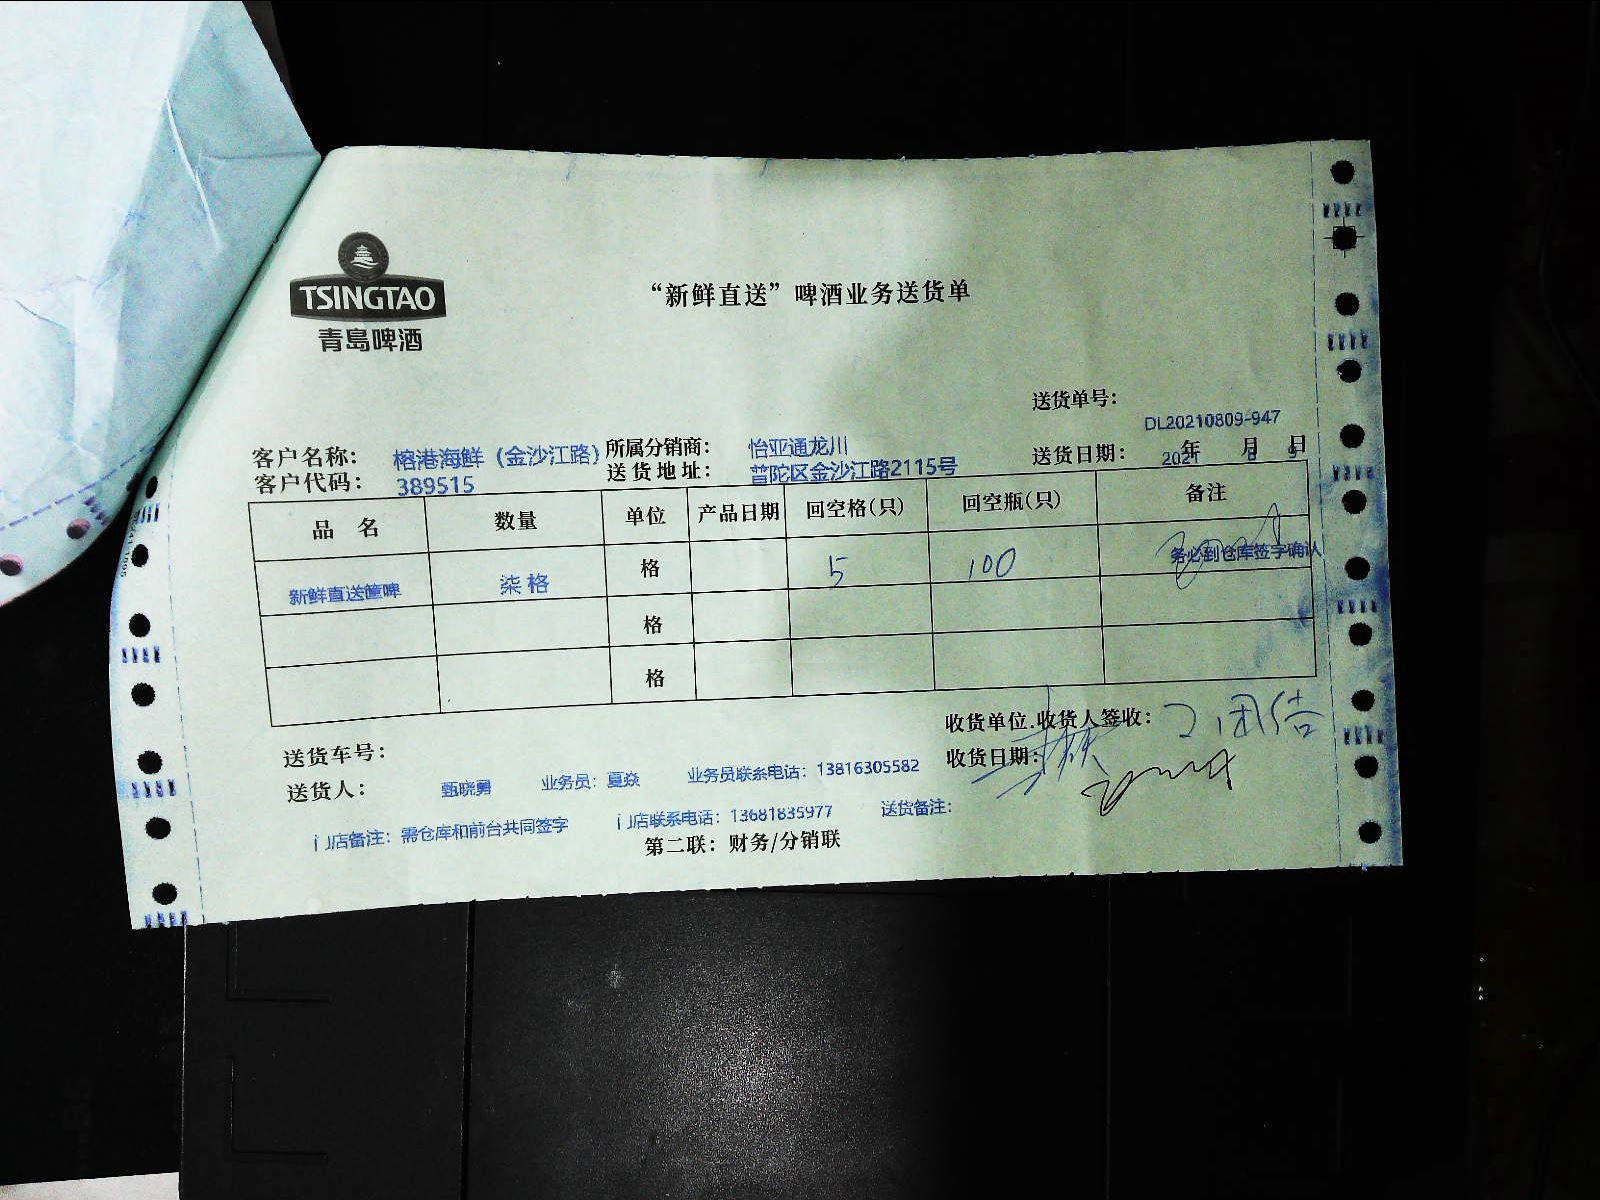 TSINGTAO
青島啤酒
“新鲜直送”啤酒业务送货单
送货单号：
DL20210809-947
客户名称： 榕港海鲜（金沙江路） 所属分销商： 怡亚通龙川 送货日期： 2021 年 8 月 9 日
客户代码： 389515 送货地址： 普陀区金沙江路2115号
品 名 数量 单位 产品日期 回空格(只) 回空瓶(只) 备注
新鲜直送筐啤 柒格 格 5 100 务必到仓库签字确认
格
格
收货单位.收货人签收：
送货车号： 收货日期：
送货人： 甄晓勇 业务员：夏焱 业务员联系电话：13816305582
门店备注：需仓库和前台共同签字 门店联系电话：13681835977 送货备注：
第二联：财务/分销联